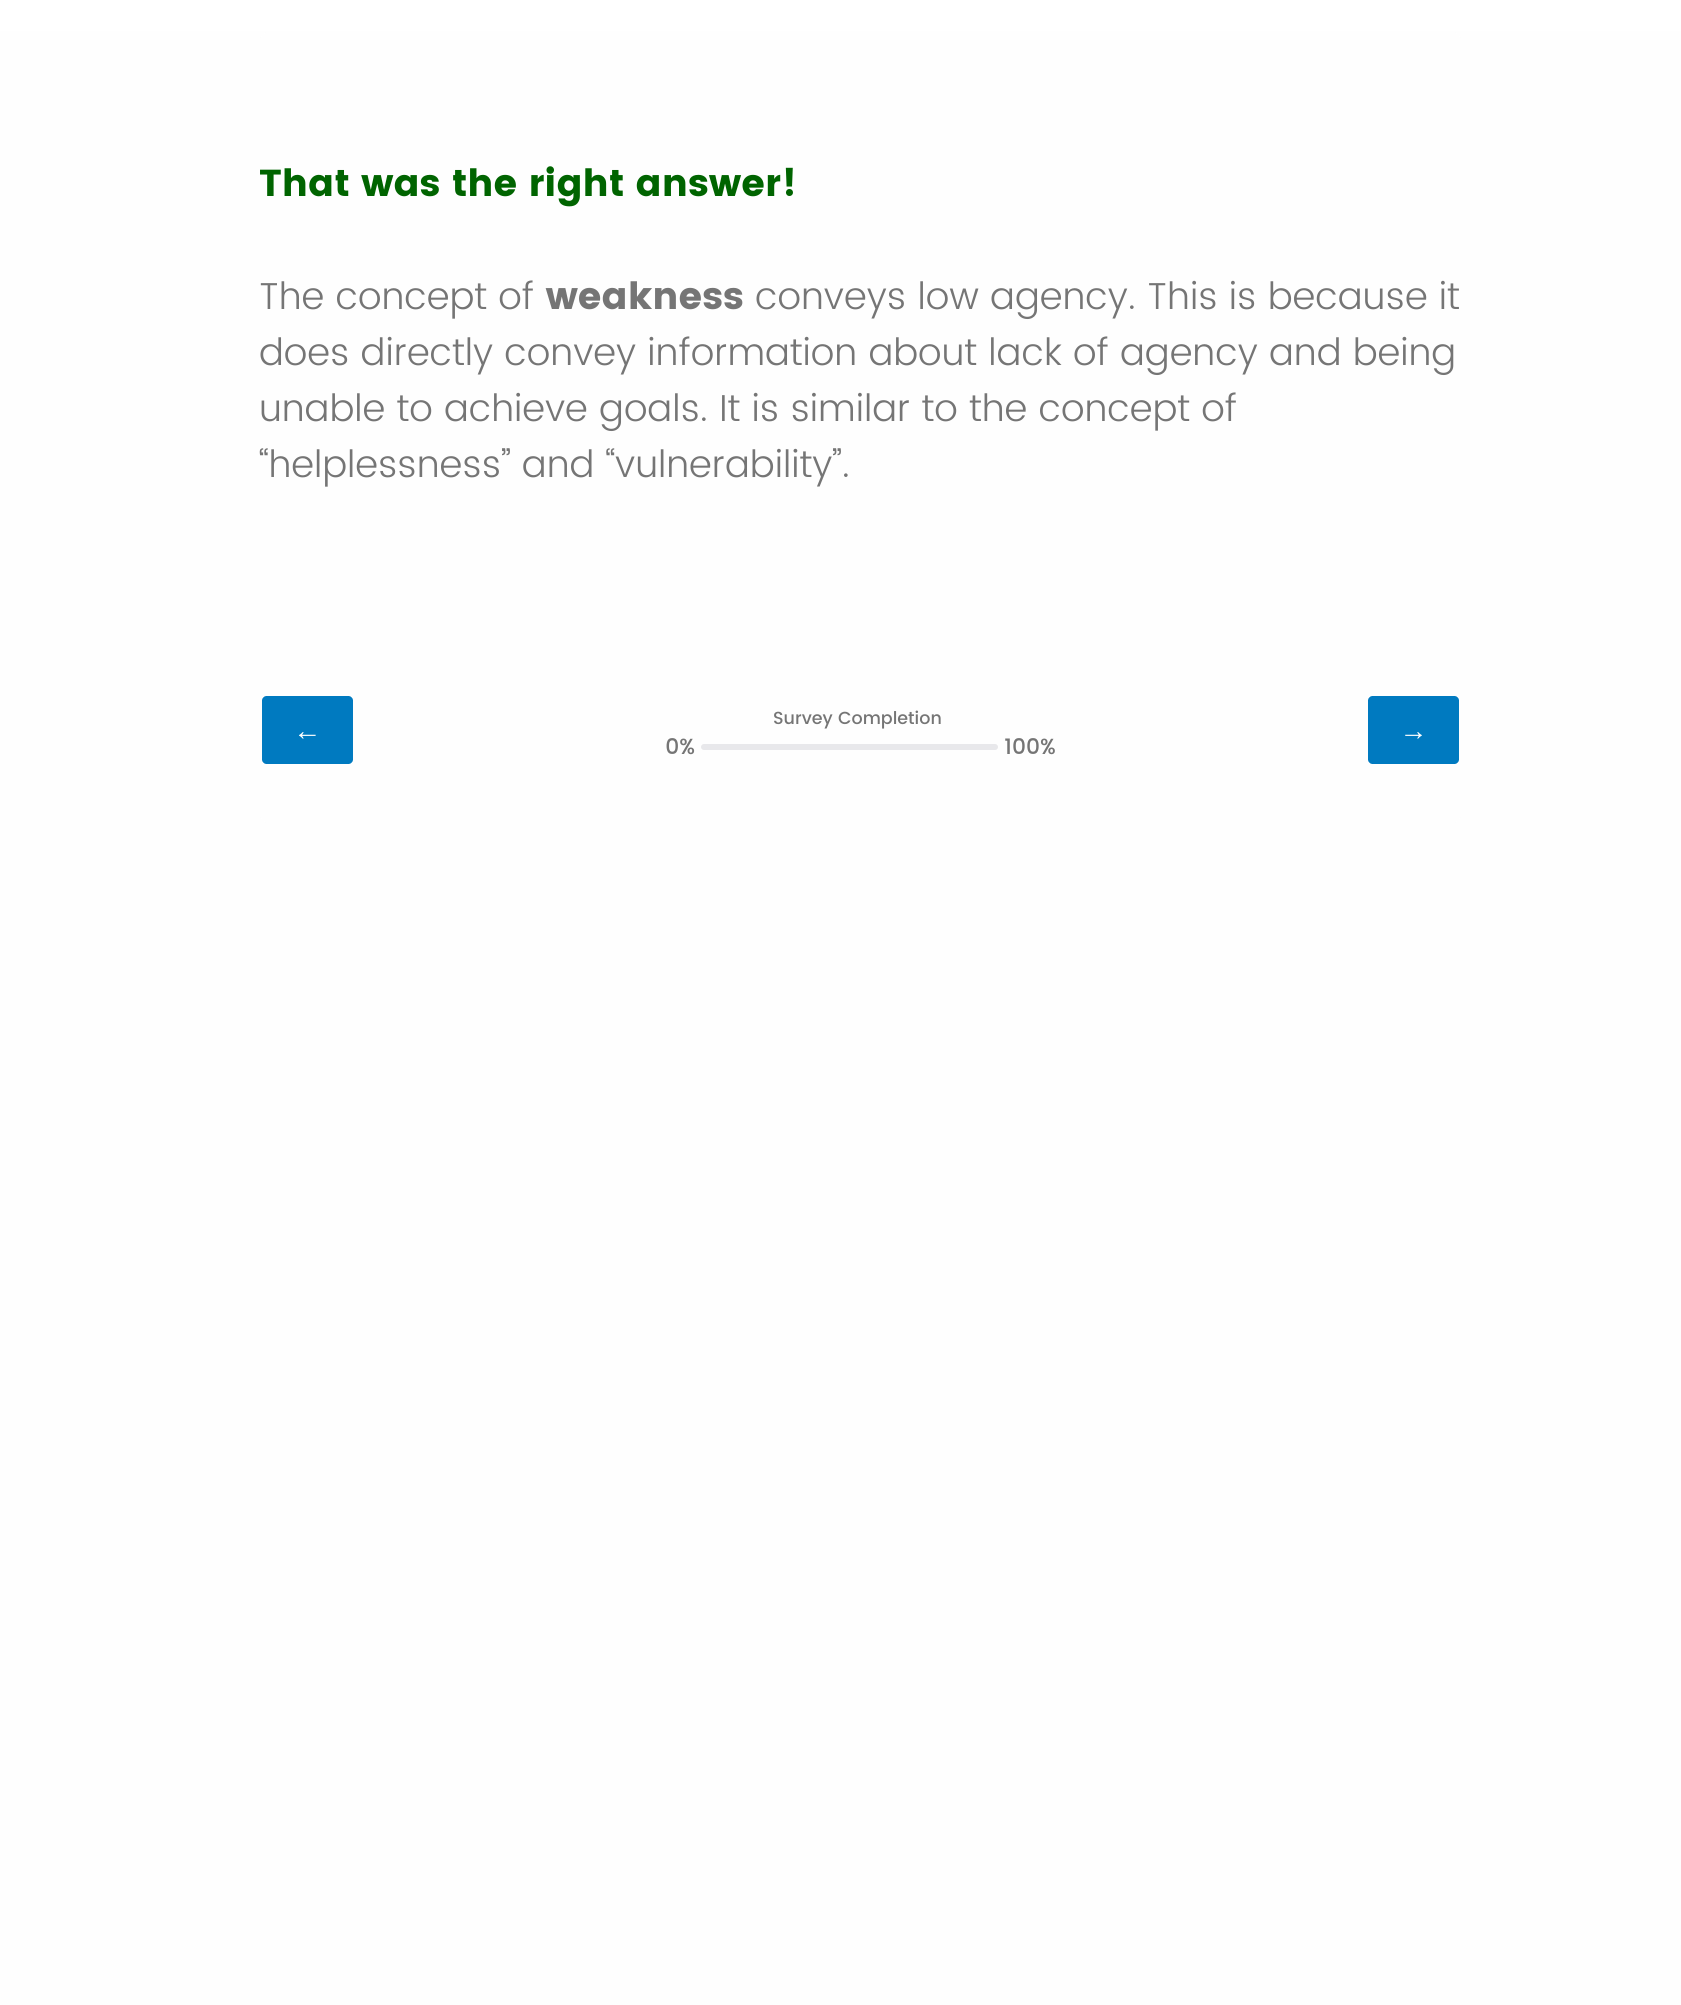 That was the right answer!
The concept of weakness conveys low agency. This is because it
does directly convey information about lack of agency and being
unable to achieve goals. It is similar to the concept of
“helplessness” and “vulnerability”.
←
Survey Completion
0% 100%
→